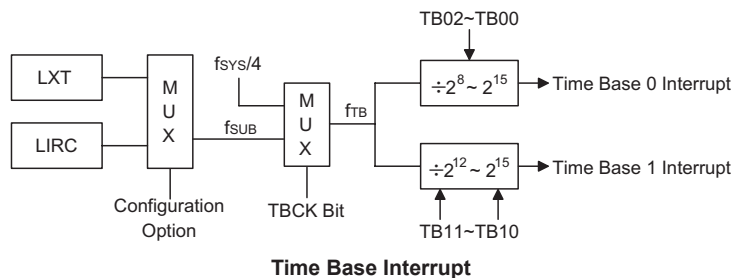 TB02~TB00
LXT
LIRC
M
U
X
fSYS/4
fSUB
M
U
X
fTB
÷2^8~ 2^15
Time Base 0 Interrupt
÷2^12~ 2^15
Time Base 1 Interrupt
Configuration
Option
TBCK Bit
TB11~TB10
Time Base Interrupt